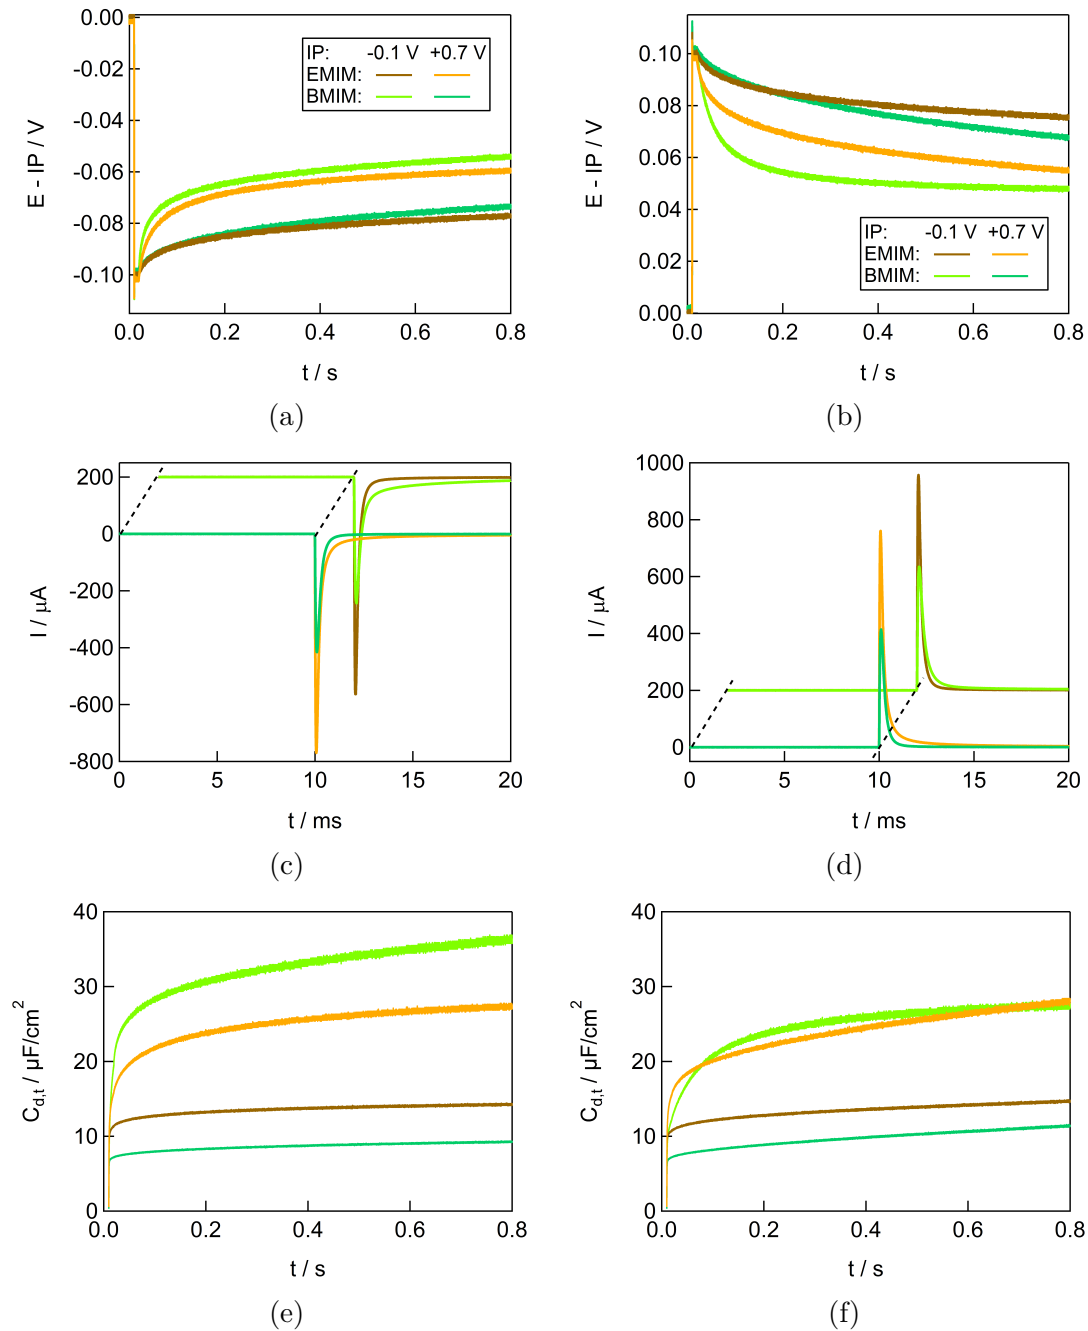 0.00
-0.02
-0.04
-0.06
-0.08
-0.10
E - IP / V
IP: -0.1 V +0.7 V
EMIM:
BMIM:
0.0 0.2 0.4 0.6 0.8
t / s
(a)
0.10
0.08
0.06
0.04
0.02
0.00
E - IP / V
IP: -0.1 V +0.7 V
EMIM:
BMIM:
0.0 0.2 0.4 0.6 0.8
t / s
(b)
200
0
-200
-400
-600
-800
I / μA
0 5 10 15 20
t / ms
(c)
1000
800
600
400
200
0
I / μA
0 5 10 15 20
t / ms
(d)
40
30
20
10
0
C_{d,t} / μF/cm²
0.0 0.2 0.4 0.6 0.8
t / s
(e)
40
30
20
10
0
C_{d,t} / μF/cm²
0.0 0.2 0.4 0.6 0.8
t / s
(f)